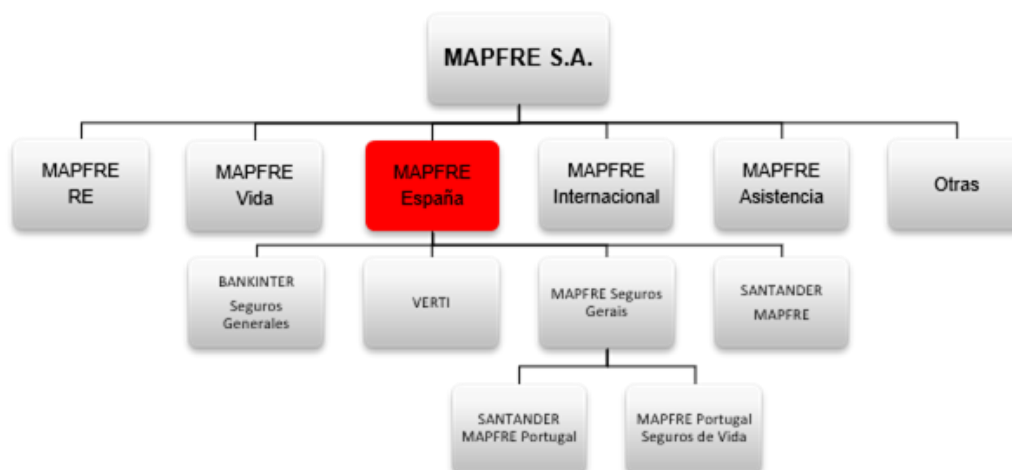 MAPFRE S.A.
MAPFRE
RE
MAPFRE
Vida
MAPFRE
España
MAPFRE
Internacional
MAPFRE
Asistencia
Otras
BANKINTER
Seguros
Generales
VERTI
MAPFRE Seguros
Gerais
SANTANDER
MAPFRE
SANTANDER
MAPFRE Portugal
MAPFRE Portugal
Seguros de Vida